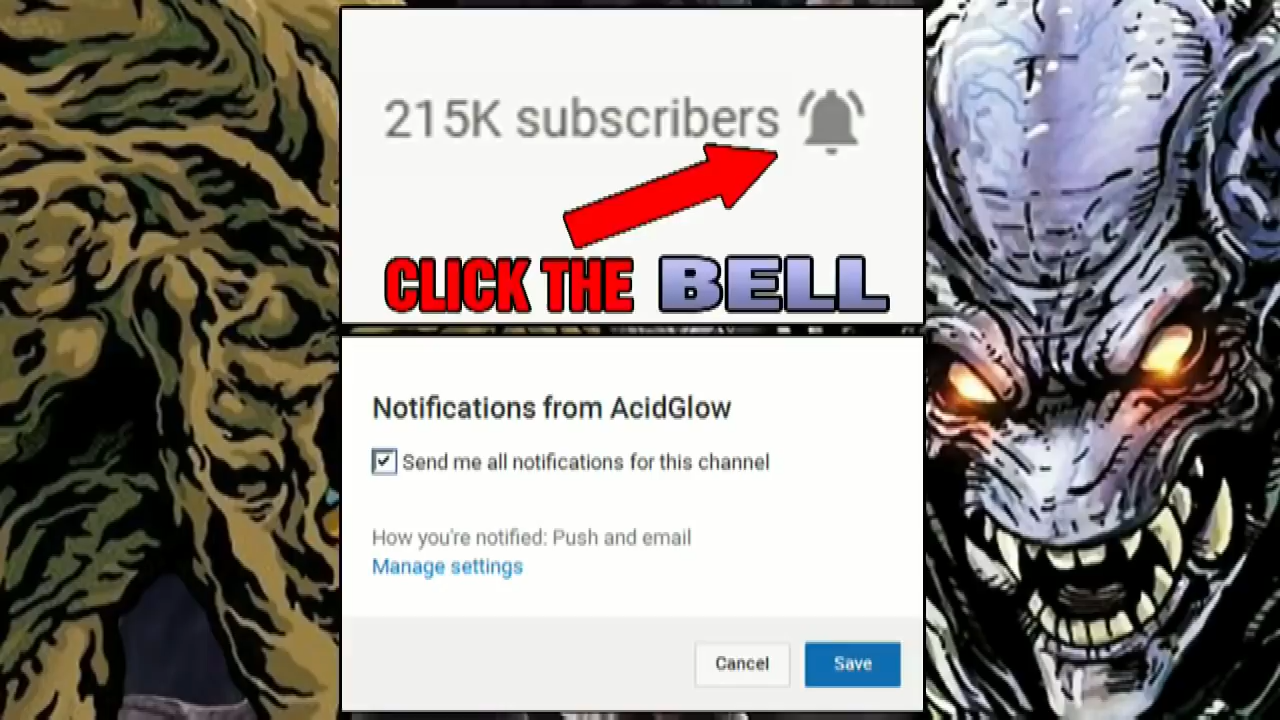 215K subscribers
CLICK THE BELL
Notifications from AcidGlow
Send me all notifications for this channel
How you're notified: Push and email
Manage settings
Cancel Save